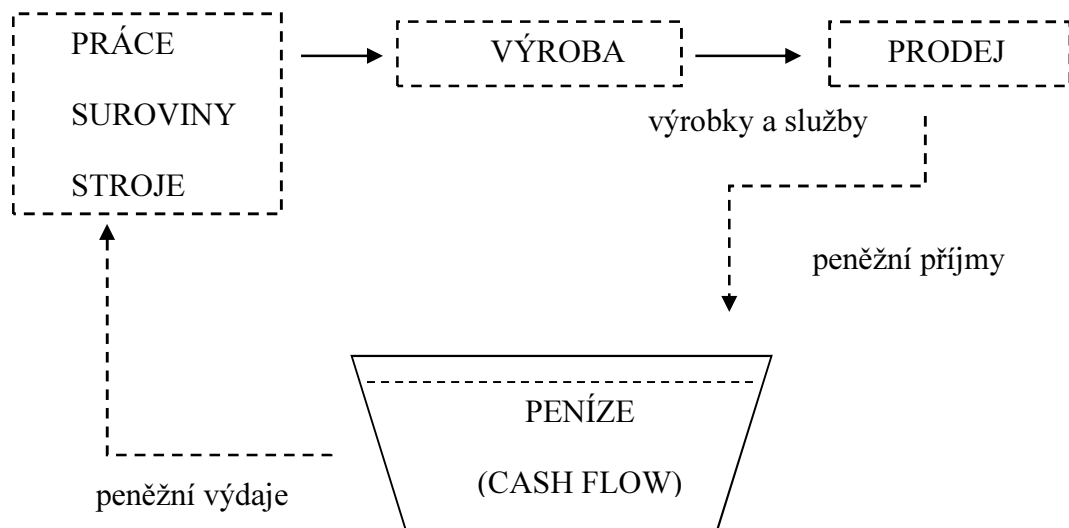 PRÁCE
SUROVINY
STROJE
VÝROBA
PRODEJ
výrobky a služby
peněžní příjmy
PENÍZE
(CASH FLOW)
peněžní výdaje